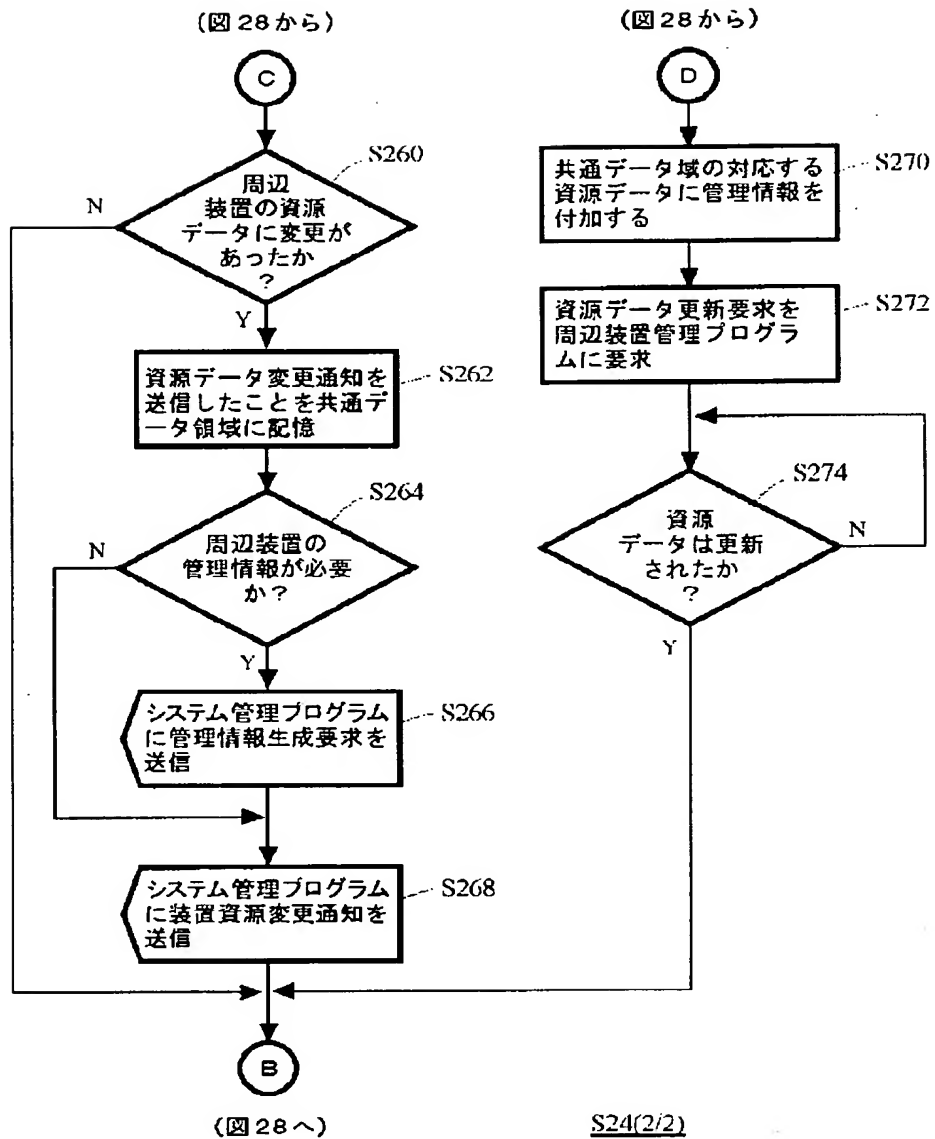 (図28から)
C
S260
周辺
装置の資源
データに変更が
あったか
?
N
Y
資源データ変更通知を
送信したことを共通デ
ータ領域に記憶
S262
S264
周辺装置の
管理情報が必要
か?
N
Y
システム管理プログラム
に管理情報生成要求を
送信
S266
システム管理プログラム
に装置資源変更通知を
送信
S268
B
(図28へ)
(図28から)
D
共通データ域の対応する
資源データに管理情報を
付加する
S270
資源データ更新要求を
周辺装置管理プログラ
ムに要求
S272
S274
資源
データは更新
されたか
?
N
Y
S24(2/2)